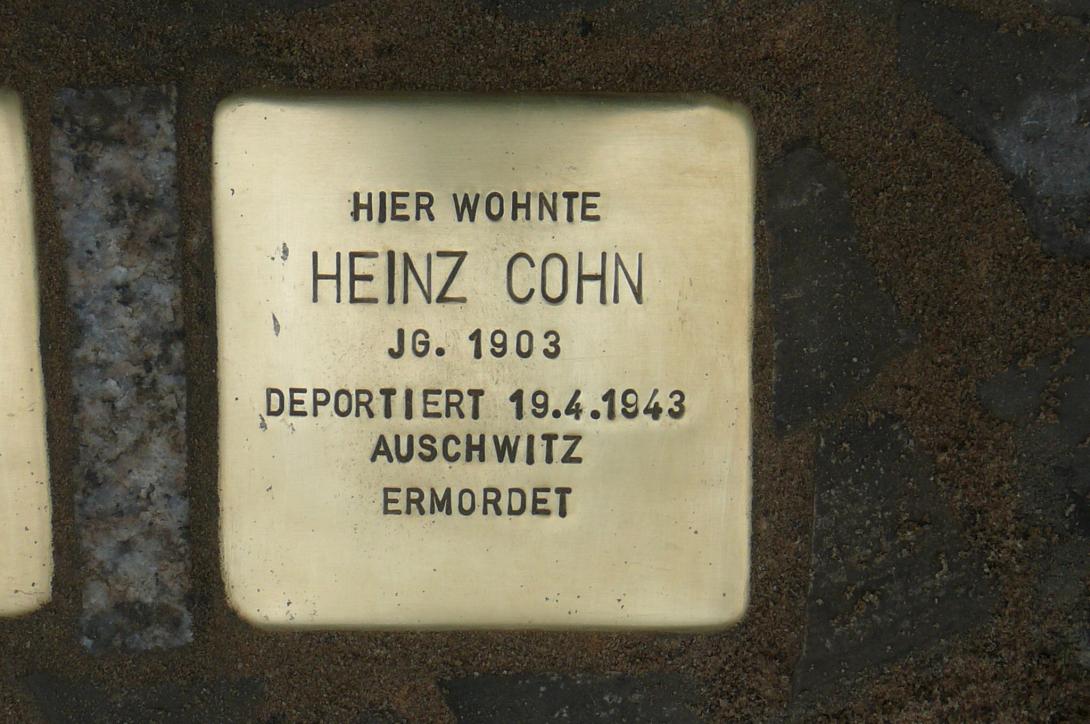 HIER WOHNTE
HEINZ COHN
JG. 1903
DEPORTIERT 19.4.1943
AUSCHWITZ
ERMORDET